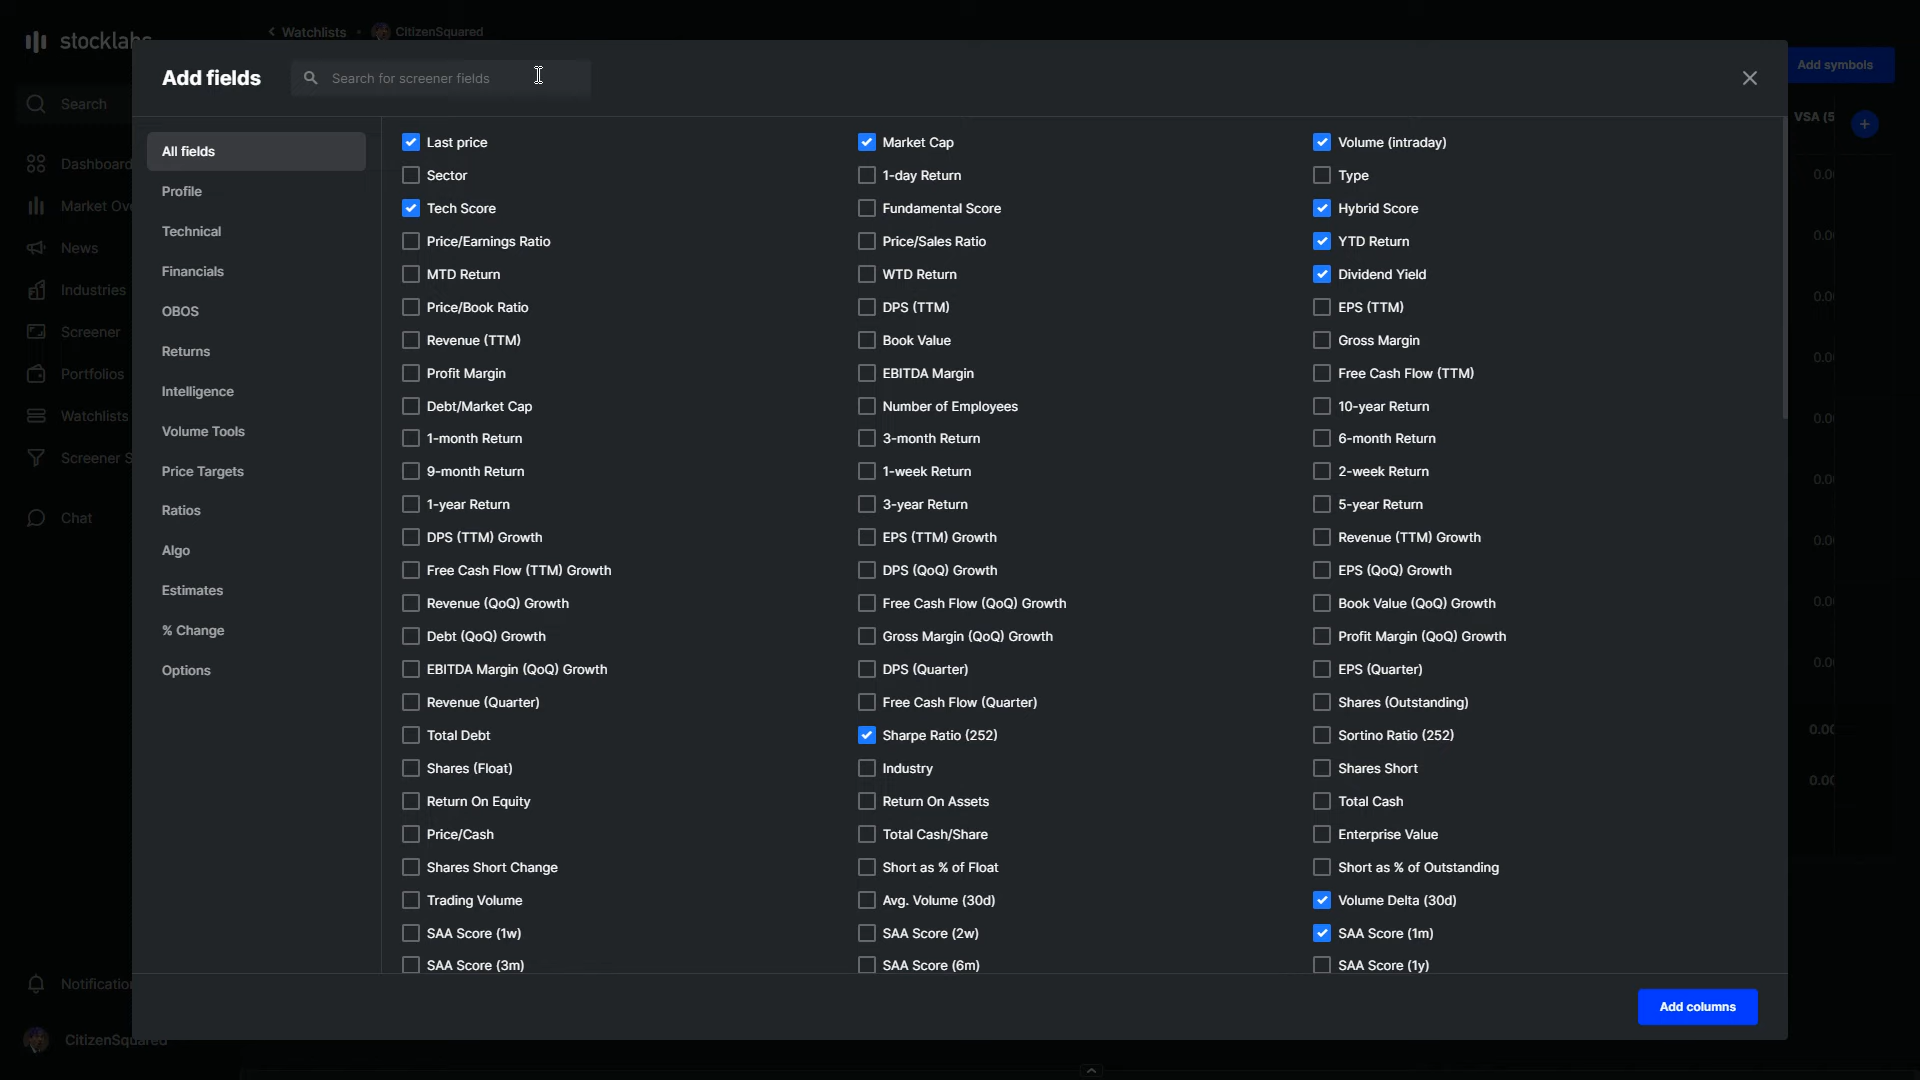 stocklabs
Watchlists • CitizenSquared
Add fields
Search for screener fields
Add symbols
Search
Dashboard
Market Ov
News
Industries
Screener
Portfolios
Watchlists
Screener S
Chat
Notification
CitizenSquared
VSA (5
All fields
Profile
Technical
Financials
OBOS
Returns
Intelligence
Volume Tools
Price Targets
Ratios
Algo
Estimates
% Change
Options
Last price Market Cap Volume (intraday)
Sector 1-day Return Type
Tech Score Fundamental Score Hybrid Score
Price/Earnings Ratio Price/Sales Ratio YTD Return
MTD Return WTD Return Dividend Yield
Price/Book Ratio DPS (TTM) EPS (TTM)
Revenue (TTM) Book Value Gross Margin
Profit Margin EBITDA Margin Free Cash Flow (TTM)
Debt/Market Cap Number of Employees 10-year Return
1-month Return 3-month Return 6-month Return
9-month Return 1-week Return 2-week Return
1-year Return 3-year Return 5-year Return
DPS (TTM) Growth EPS (TTM) Growth Revenue (TTM) Growth
Free Cash Flow (TTM) Growth DPS (QoQ) Growth EPS (QoQ) Growth
Revenue (QoQ) Growth Free Cash Flow (QoQ) Growth Book Value (QoQ) Growth
Debt (QoQ) Growth Gross Margin (QoQ) Growth Profit Margin (QoQ) Growth
EBITDA Margin (QoQ) Growth DPS (Quarter) EPS (Quarter)
Revenue (Quarter) Free Cash Flow (Quarter) Shares (Outstanding)
Total Debt Sharpe Ratio (252) Sortino Ratio (252)
Shares (Float) Industry Shares Short
Return On Equity Return On Assets Total Cash
Price/Cash Total Cash/Share Enterprise Value
Shares Short Change Short as % of Float Short as % of Outstanding
Trading Volume Avg. Volume (30d) Volume Delta (30d)
SAA Score (1w) SAA Score (2w) SAA Score (1m)
SAA Score (3m) SAA Score (6m) SAA Score (1y)
Add columns